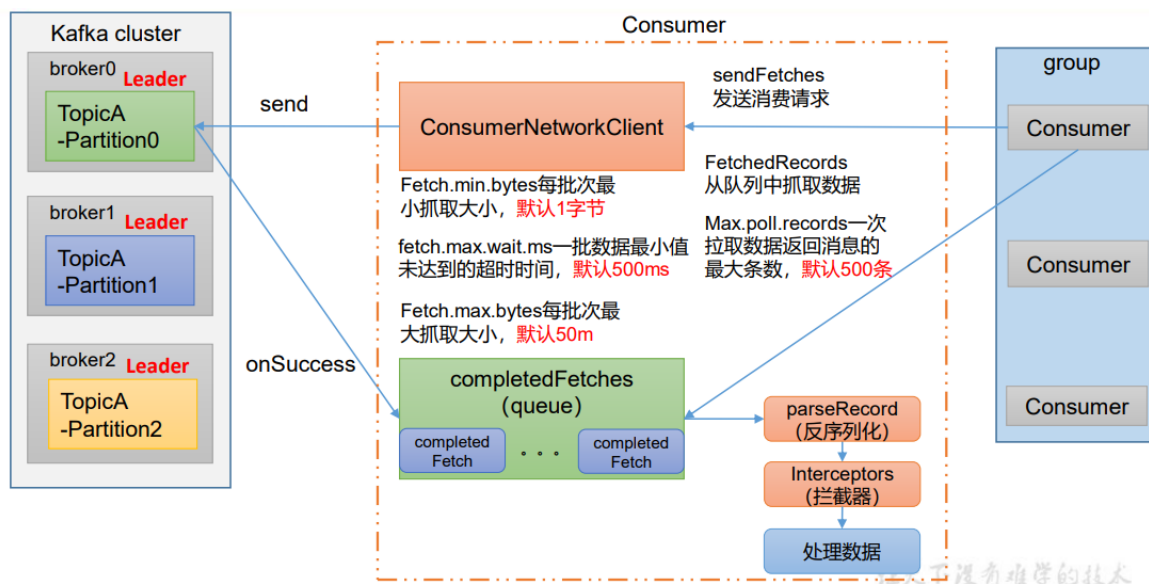 Kafka cluster
broker0
Leader
TopicA
-Partition0
broker1
Leader
TopicA
-Partition1
broker2
Leader
TopicA
-Partition2
send
onSuccess
Consumer
ConsumerNetworkClient
Fetch.min.bytes每批次最
小抓取大小，默认1字节
fetch.max.wait.ms一批数据最小值
未达到的超时时间，默认500ms
Fetch.max.bytes每批次最
大抓取大小，默认50m
completedFetches
（queue）
completed
Fetch
。。。
completed
Fetch
sendFetches
发送消费请求
FetchedRecords
从队列中抓取数据
Max.poll.records一次
拉取数据返回消息的
最大条数，默认500条
parseRecord
（反序列化）
Interceptors
（拦截器）
处理数据
group
Consumer
Consumer
Consumer
下没有难学的技术